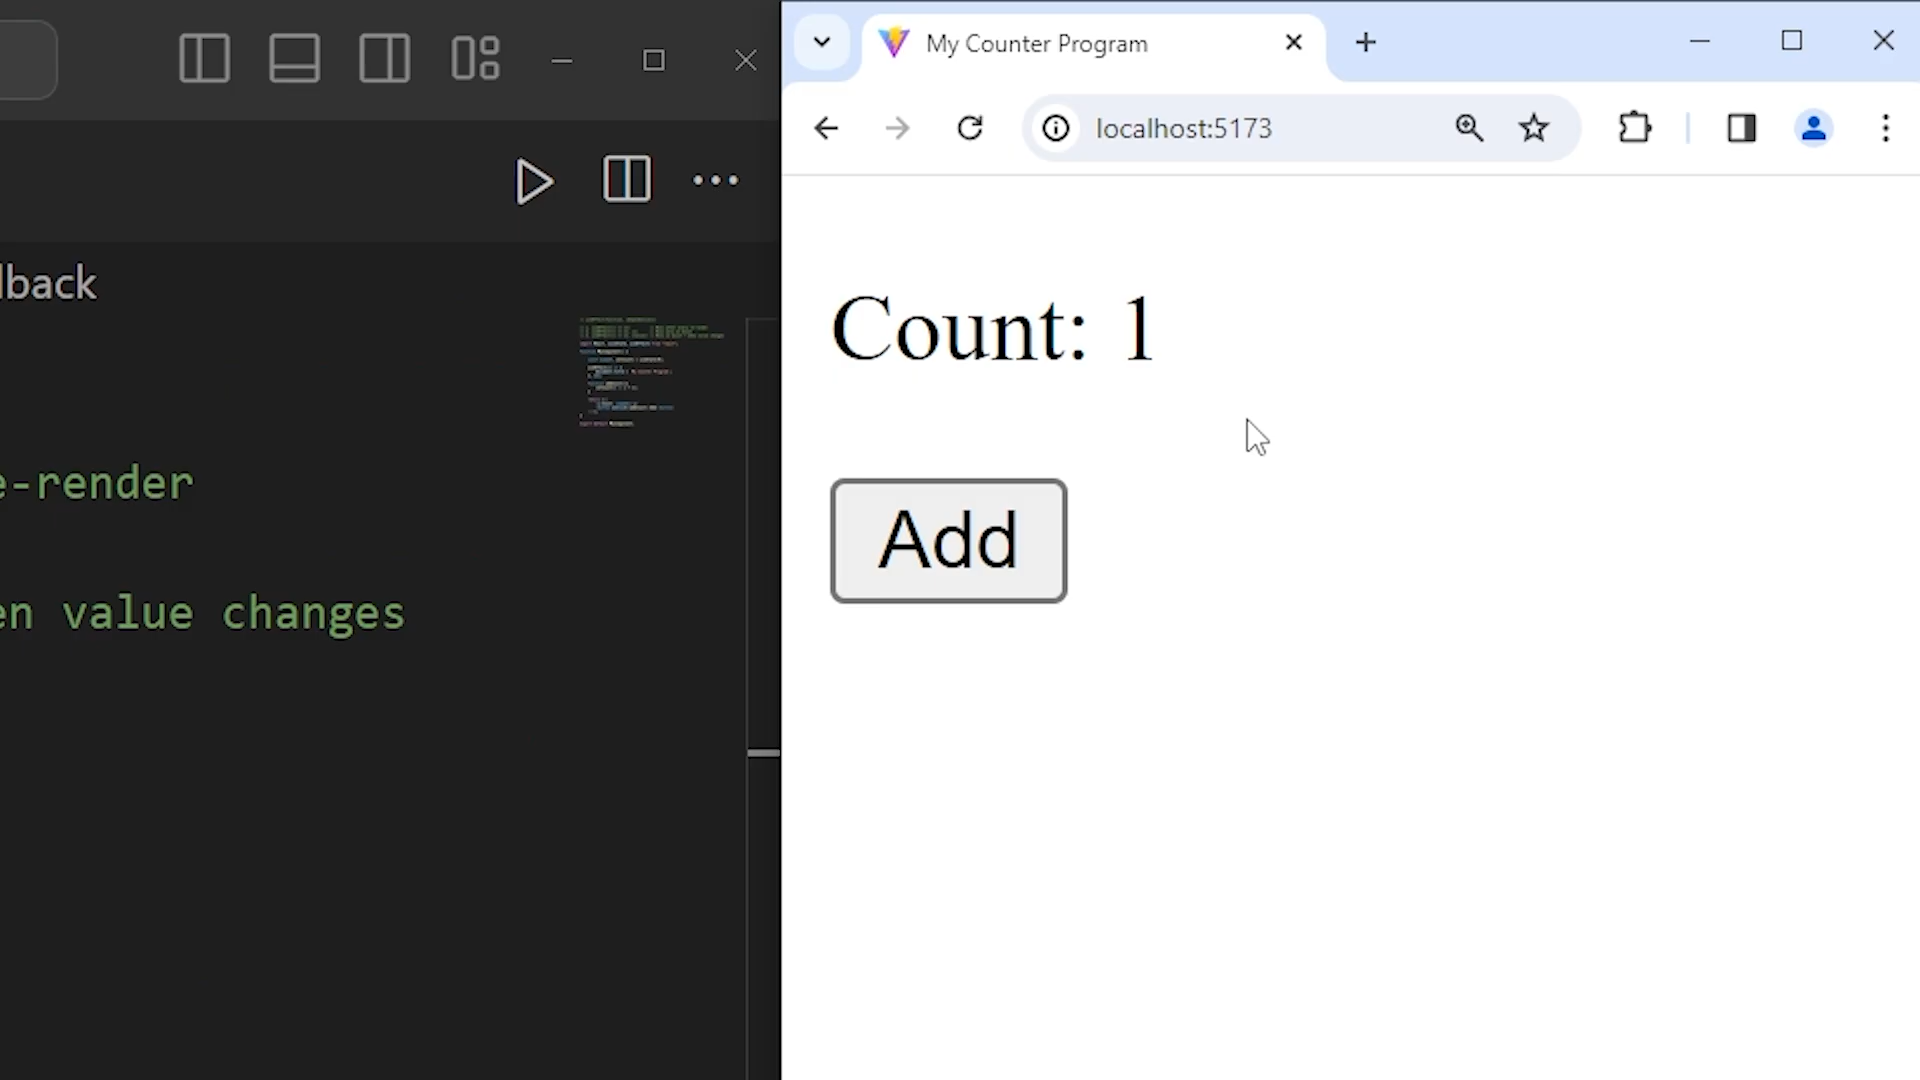 My Counter Program
localhost:5173
lback
e-render
en value changes
Count: 1
Add